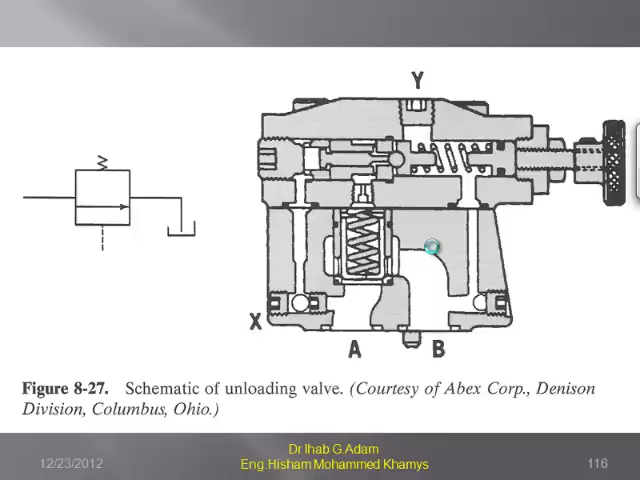 Y
X
A
B
Figure 8-27. Schematic of unloading valve. (Courtesy of Abex Corp., Denison
Division, Columbus, Ohio.)
Dr.Ihab G.Adam
12/23/2012 Eng.Hisham Mohammed Khamys 116